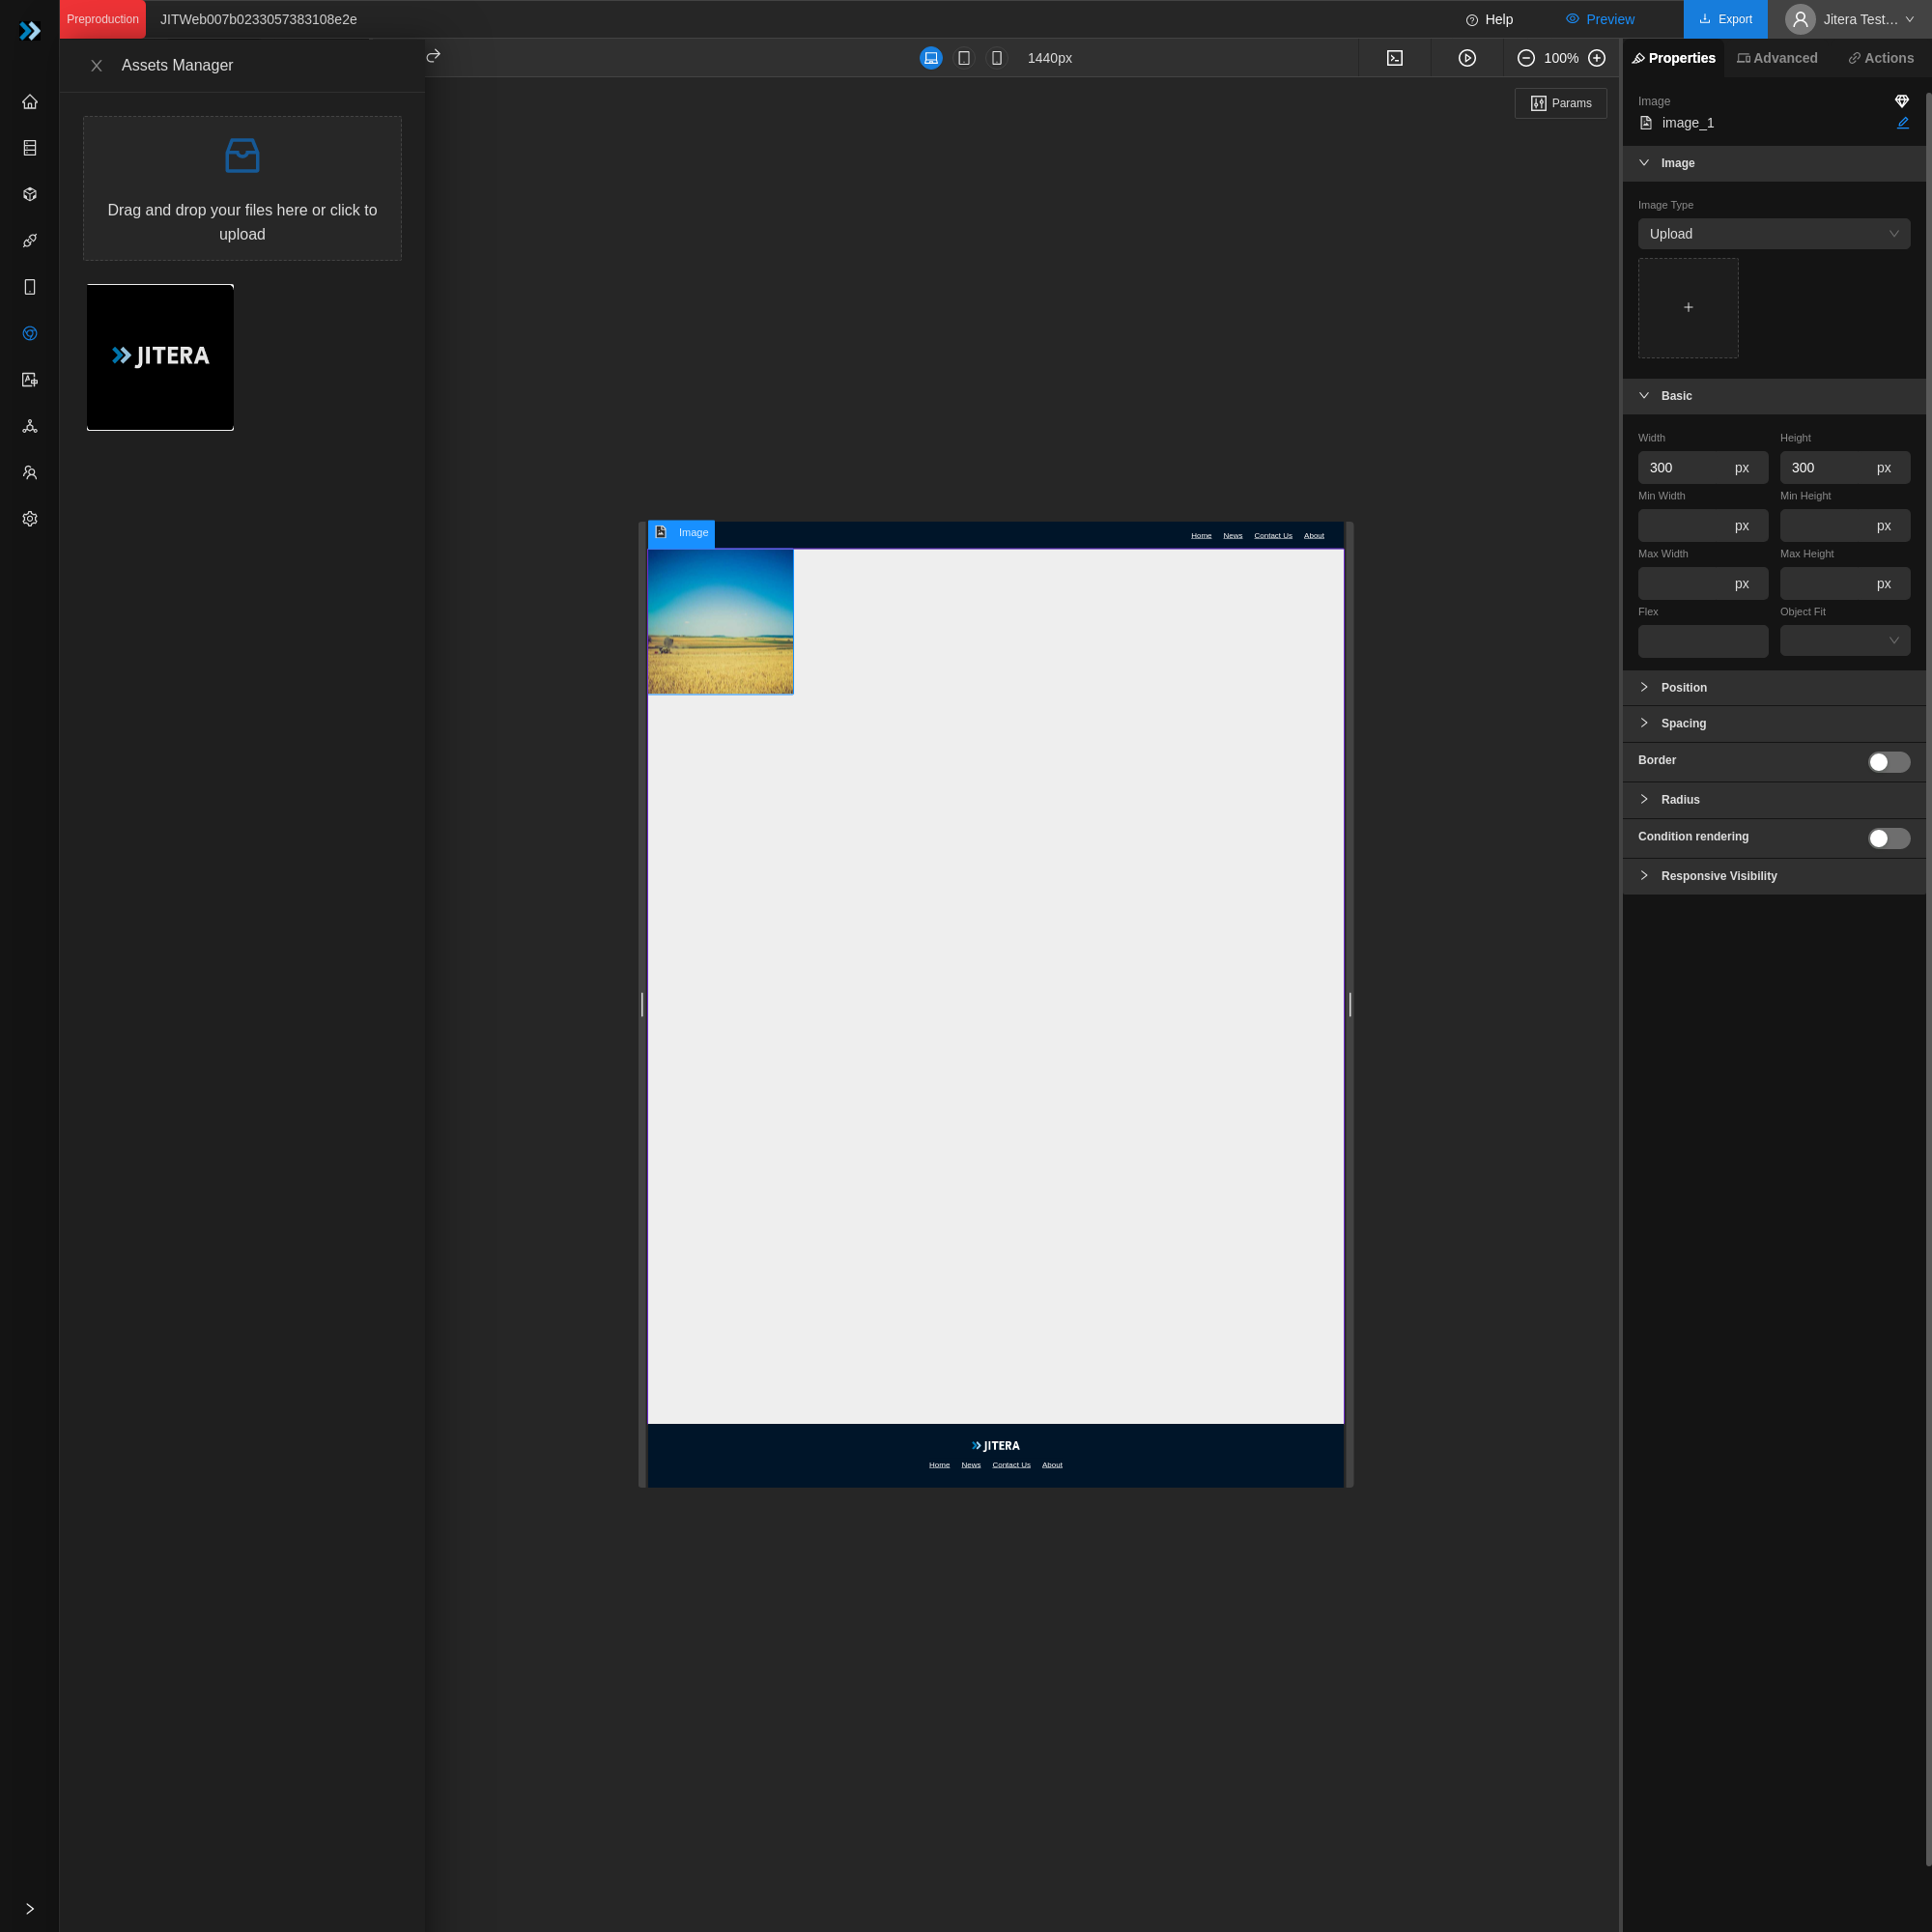 Preproduction
JITWeb007b0233057383108e2e
Help
Preview
Export
Jitera Test...
Assets Manager
1440px
100%
Properties
Advanced
Actions
Params
Drag and drop your files here or click to
upload
JITERA
Image
Home
News
Contact Us
About
JITERA
Home
News
Contact Us
About
Image
image_1
Image
Image Type
Upload
Basic
Width
Height
300
px
300
px
Min Width
Min Height
px
px
Max Width
Max Height
px
px
Flex
Object Fit
Position
Spacing
Border
Radius
Condition rendering
Responsive Visibility